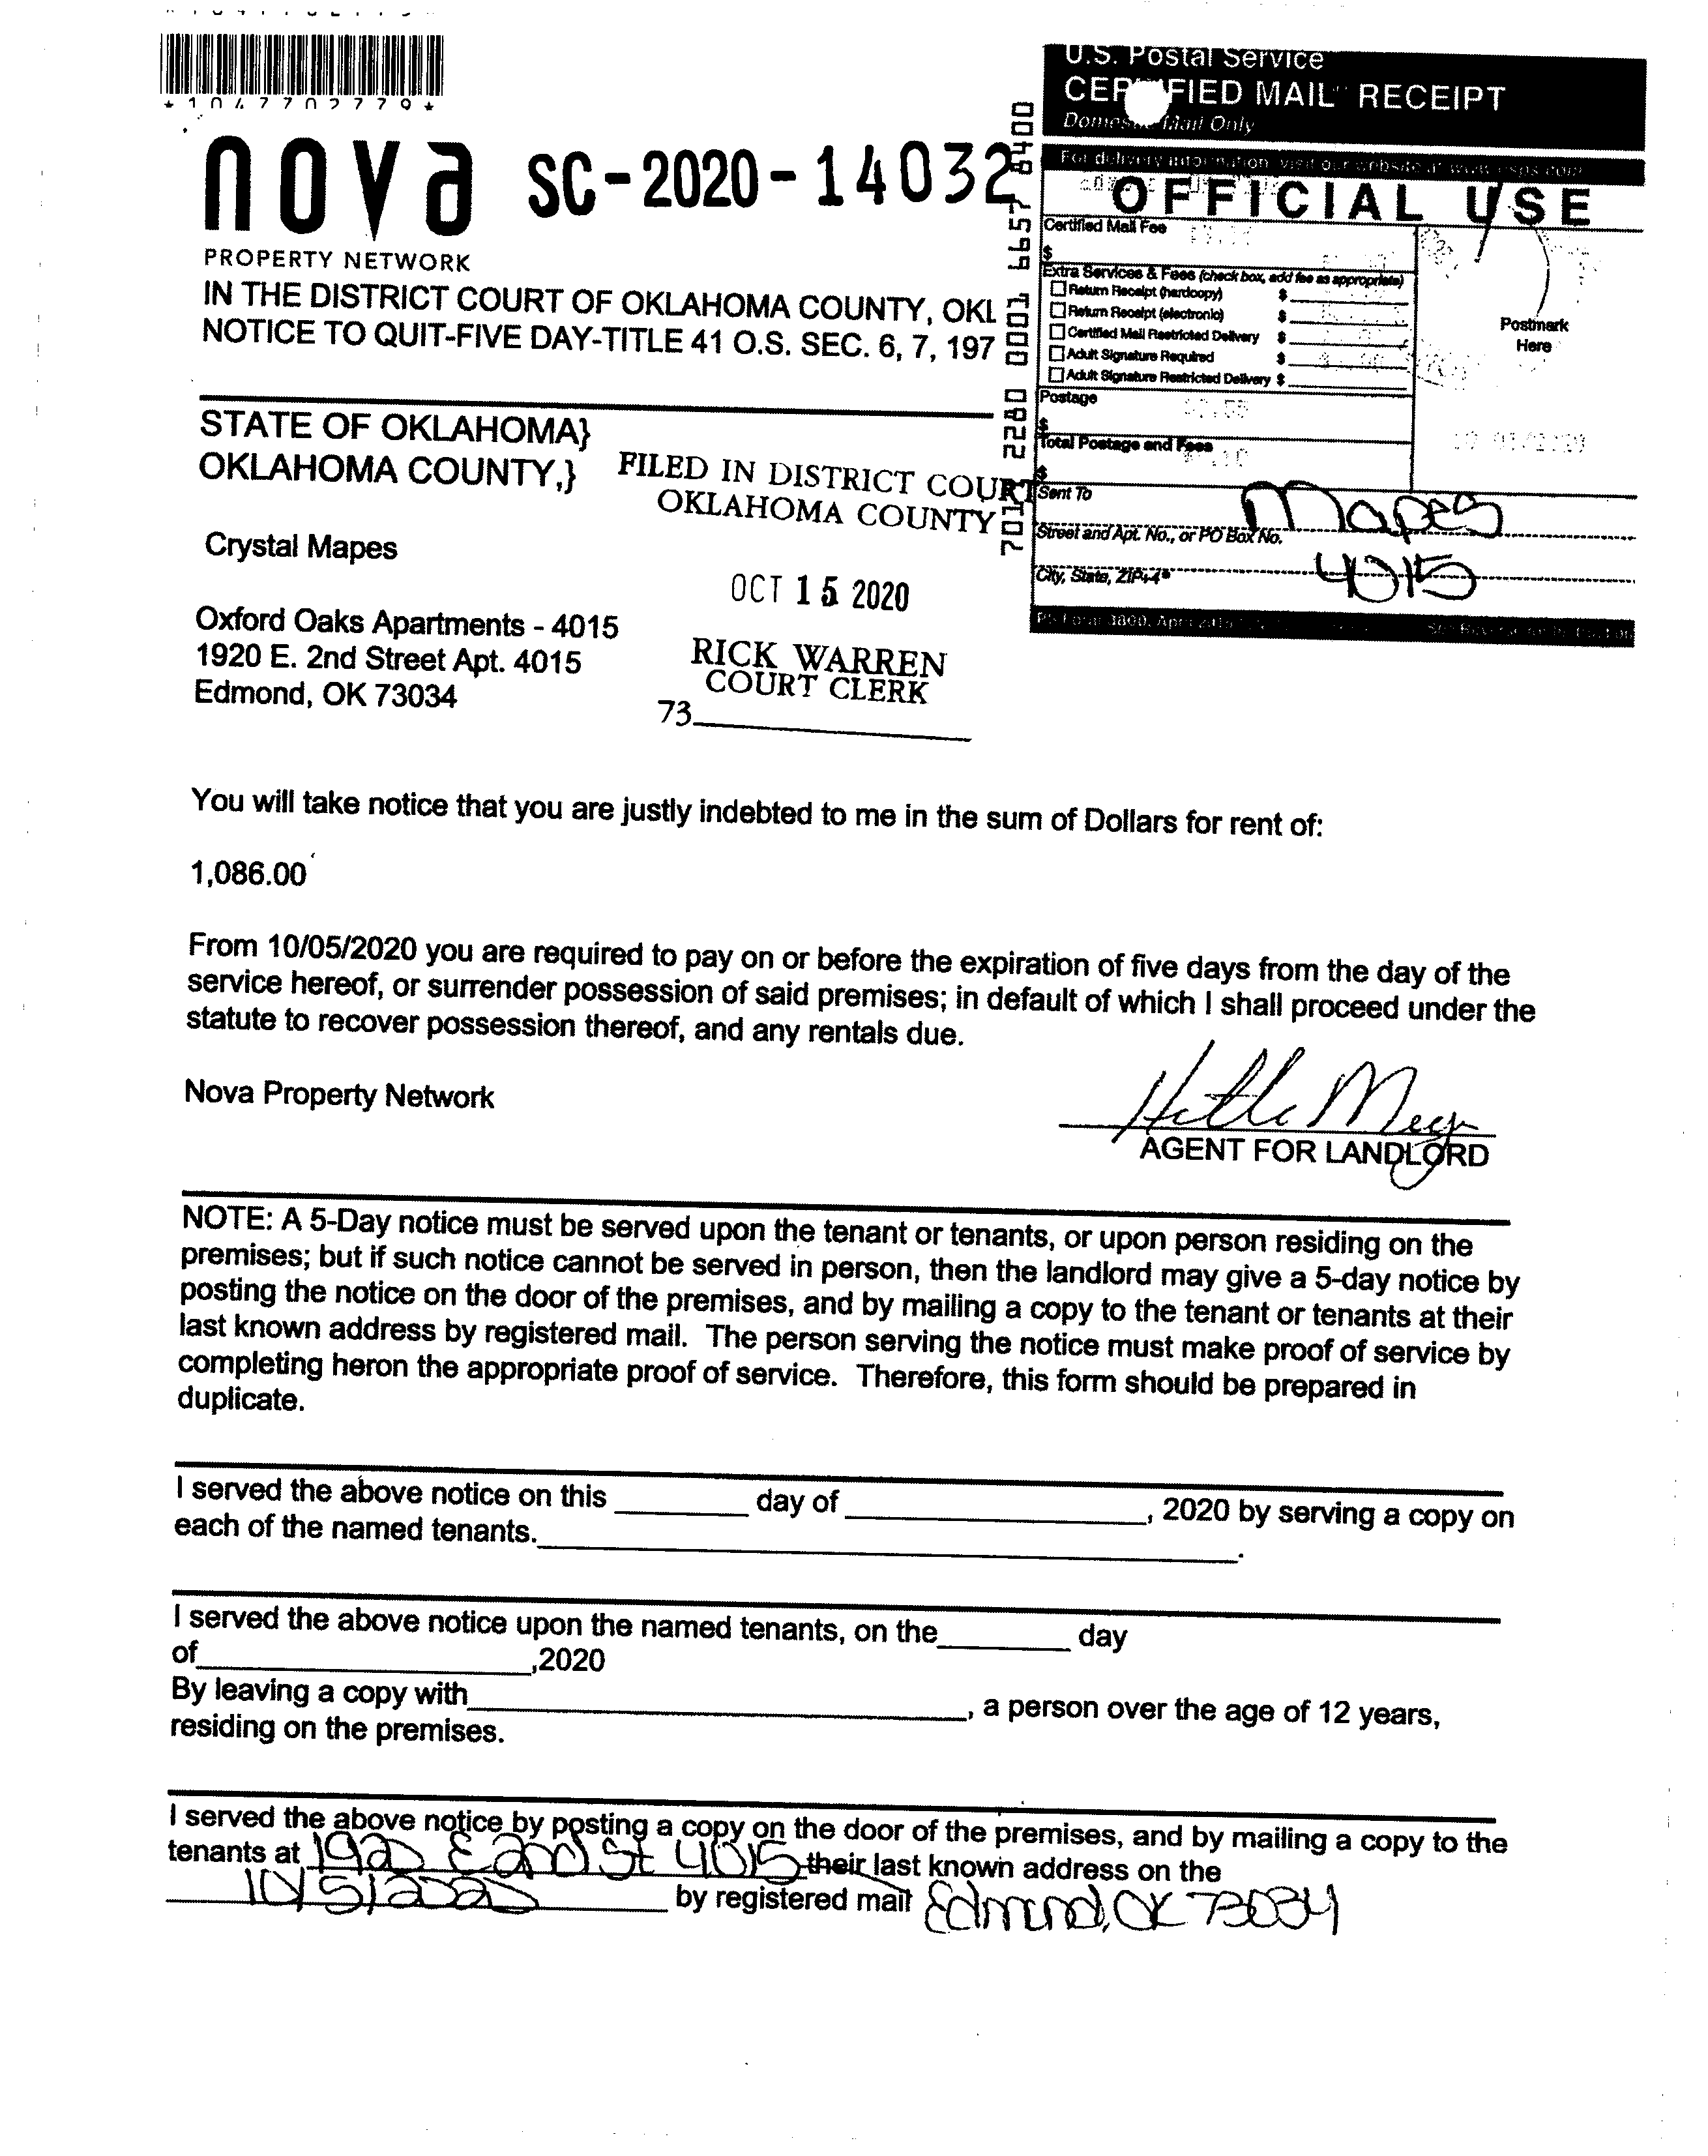 *1047702779*
nova
PROPERTY NETWORK
SC-2020-14032
IN THE DISTRICT COURT OF OKLAHOMA COUNTY, OKL
NOTICE TO QUIT-FIVE DAY-TITLE 41 O.S. SEC. 6, 7, 197
U.S. Postal Service
CERTIFIED MAIL RECEIPT
Domestic Mail Only
For delivery information, visit our website at www.usps.com
OFFICIAL USE
7017 2280 0001 6657 8400
Certified Mail Fee
$
Extra Services & Fees (check box, add fee as appropriate)
Return Receipt (hardcopy) $
Return Receipt (electronic) $
Certified Mail Restricted Delivery $
Adult Signature Required $
Adult Signature Restricted Delivery $
Postmark
Here
Postage
$
Total Postage and Fees
$
Sent To
Mapes
Street and Apt. No., or PO Box No.
4015
City, State, ZIP+4®
PS Form 3800, April 2015
STATE OF OKLAHOMA}
OKLAHOMA COUNTY,}
FILED IN DISTRICT COURT
OKLAHOMA COUNTY
OCT 15 2020
RICK WARREN
COURT CLERK
73
Crystal Mapes
Oxford Oaks Apartments - 4015
1920 E. 2nd Street Apt. 4015
Edmond, OK 73034
You will take notice that you are justly indebted to me in the sum of Dollars for rent of:
1,086.00
From 10/05/2020 you are required to pay on or before the expiration of five days from the day of the
service hereof, or surrender possession of said premises; in default of which I shall proceed under the
statute to recover possession thereof, and any rentals due.
Nova Property Network
AGENT FOR LANDLORD
NOTE: A 5-Day notice must be served upon the tenant or tenants, or upon person residing on the
premises; but if such notice cannot be served in person, then the landlord may give a 5-day notice by
posting the notice on the door of the premises, and by mailing a copy to the tenant or tenants at their
last known address by registered mail. The person serving the notice must make proof of service by
completing heron the appropriate proof of service. Therefore, this form should be prepared in
duplicate.
I served the above notice on this ________ day of __________________, 2020 by serving a copy on
each of the named tenants.__________________________________________.
I served the above notice upon the named tenants, on the________ day
of____________________,2020
By leaving a copy with______________________________, a person over the age of 12 years,
residing on the premises.
I served the above notice by posting a copy on the door of the premises, and by mailing a copy to the
tenants at 1920 E 2nd St 4015 their last known address on the
10/5/2020 by registered mail Edmond, OK 73034